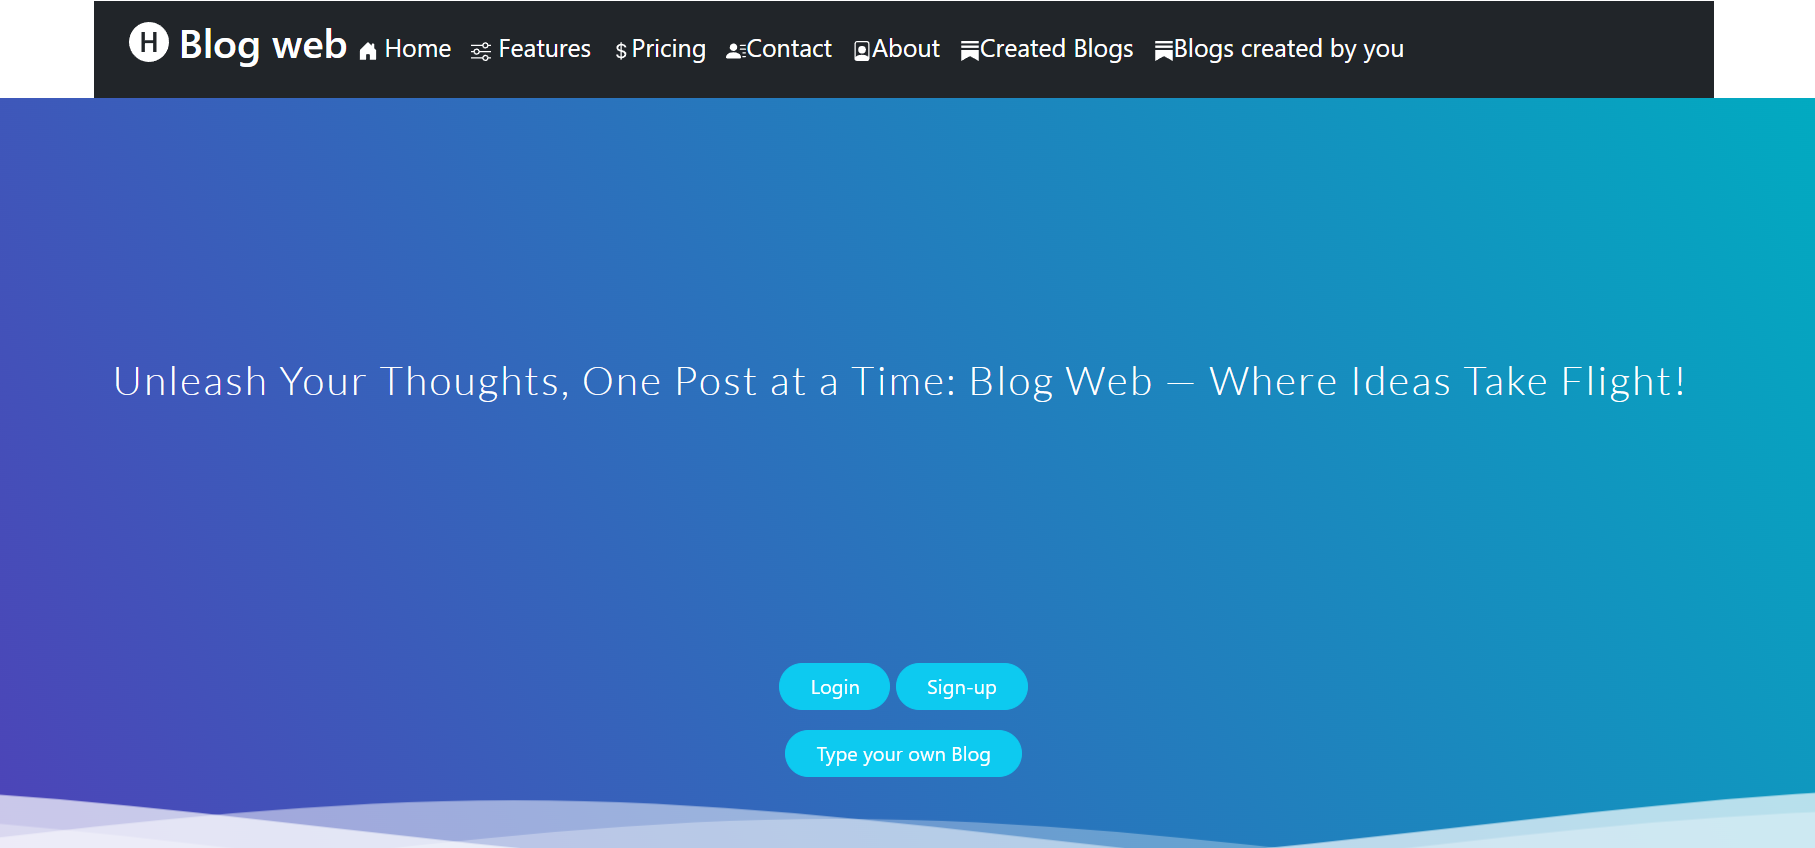 H Blog web Home Features $ Pricing Contact About Created Blogs Blogs created by you
Unleash Your Thoughts, One Post at a Time: Blog Web — Where Ideas Take Flight!
Login Sign-up
Type your own Blog